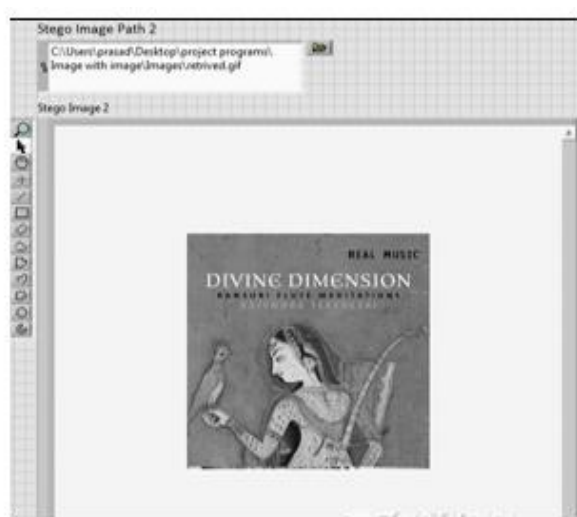 Stego Image Path 2
C:\Users\prasad\Desktop\project programs\
Image with image\Images\retrived.gif
Stego Image 2
REAL MUSIC
DIVINE DIMENSION
BANSURI FLUTE MEDITATIONS